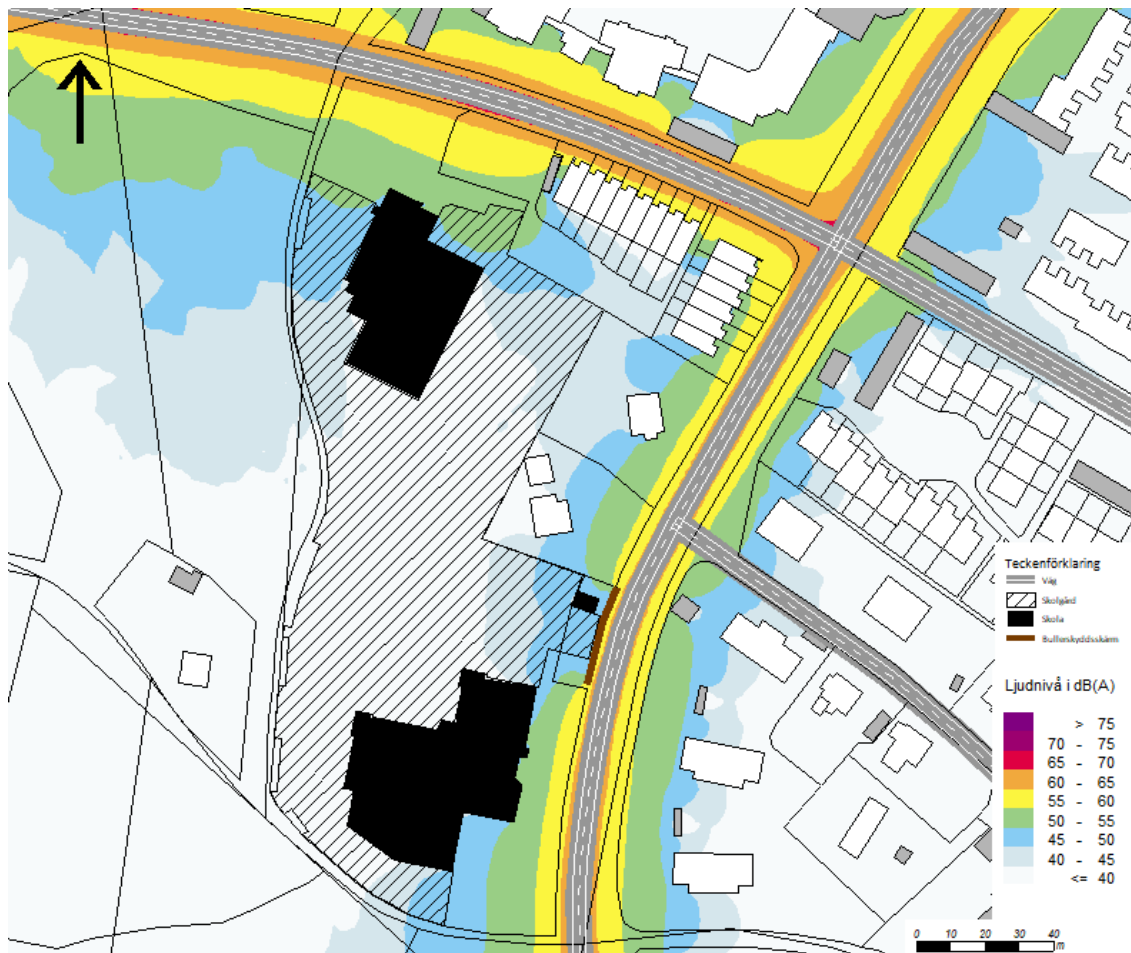 Teckenförklaring
Väg
Skolgård
Skola
Bullerskyddsskärm
Ljudnivå i dB(A)
> 75
70 - 75
65 - 70
60 - 65
55 - 60
50 - 55
45 - 50
40 - 45
<= 40
0 10 20 30 40
m